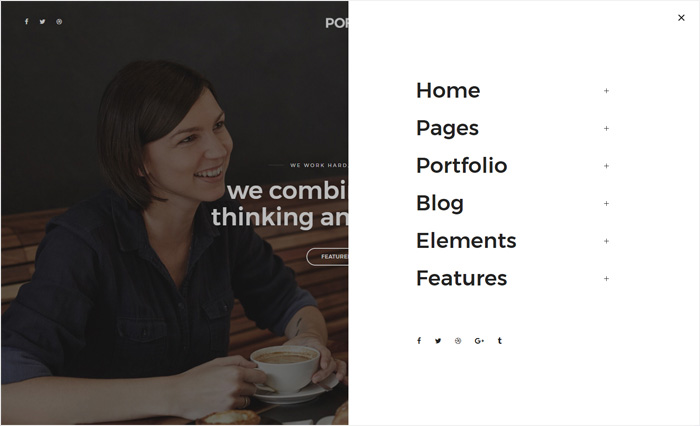 POR
WE WORK HARD,
we combi
thinking an
FEATURE
Home +
Pages +
Portfolio +
Blog +
Elements +
Features +